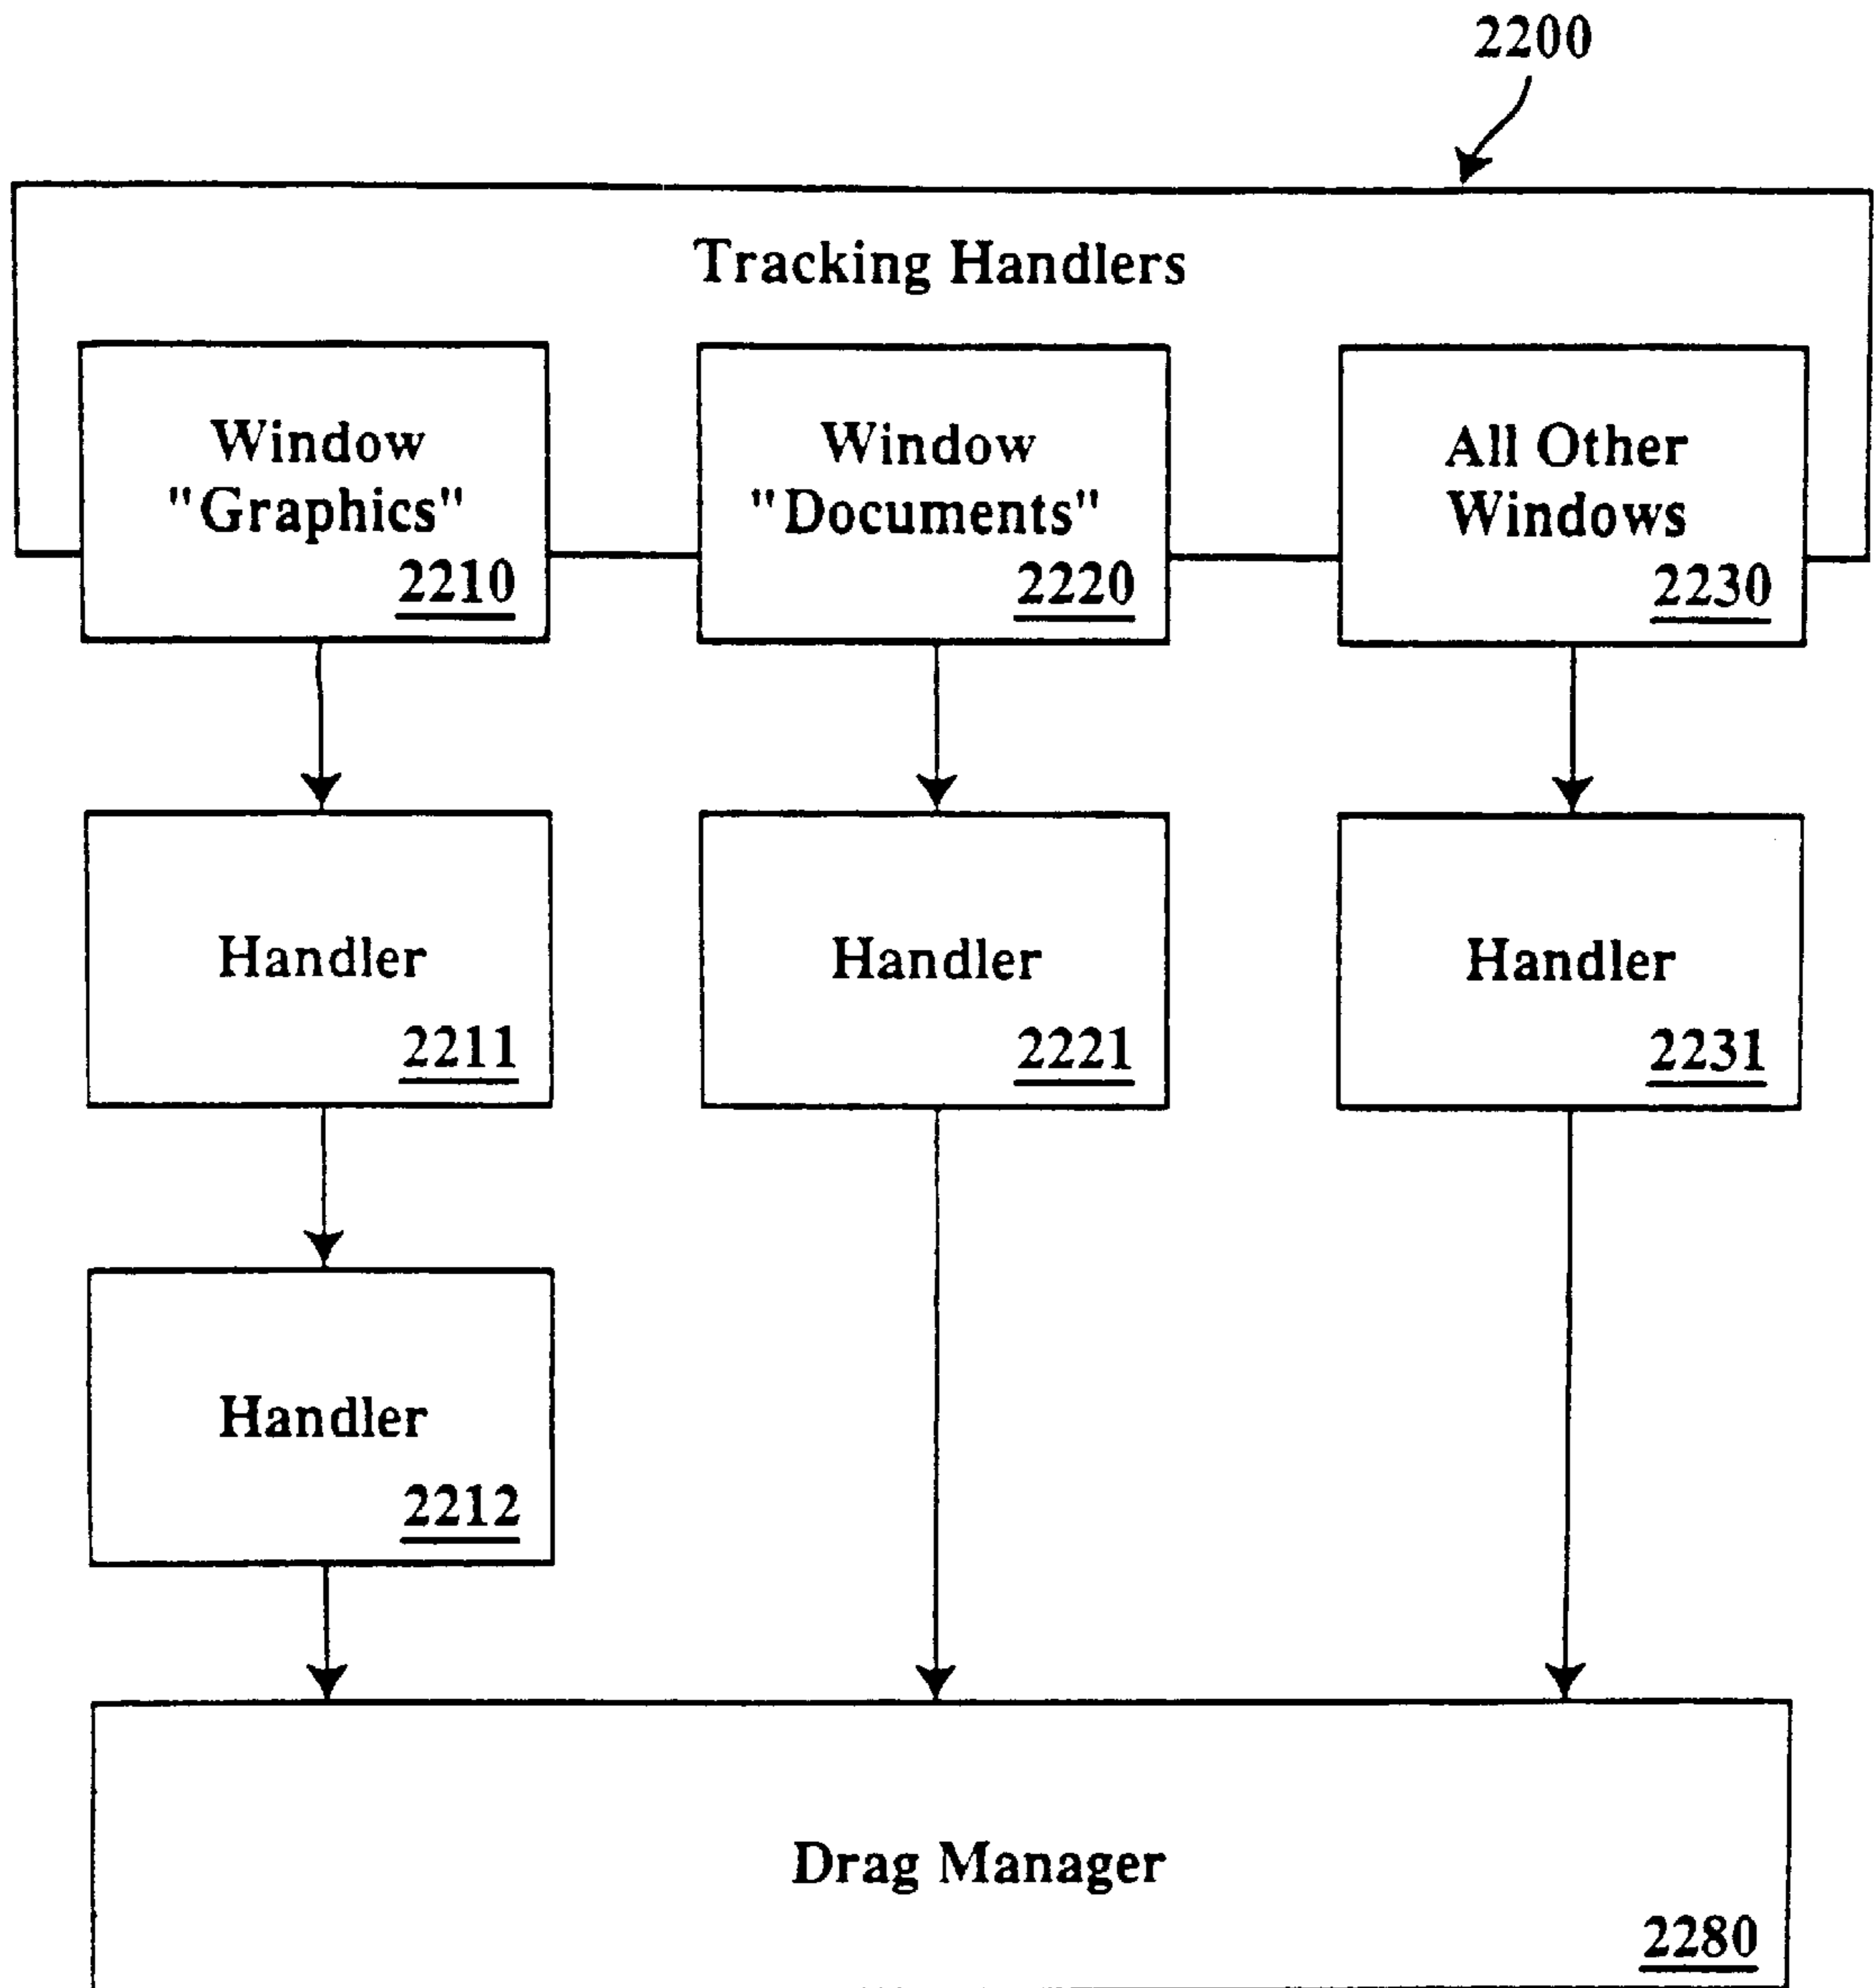 2200
Tracking Handlers
Window
"Graphics"
2210
Window
"Documents"
2220
All Other
Windows
2230
Handler
2211
Handler
2221
Handler
2231
Handler
2212
Drag Manager
2280